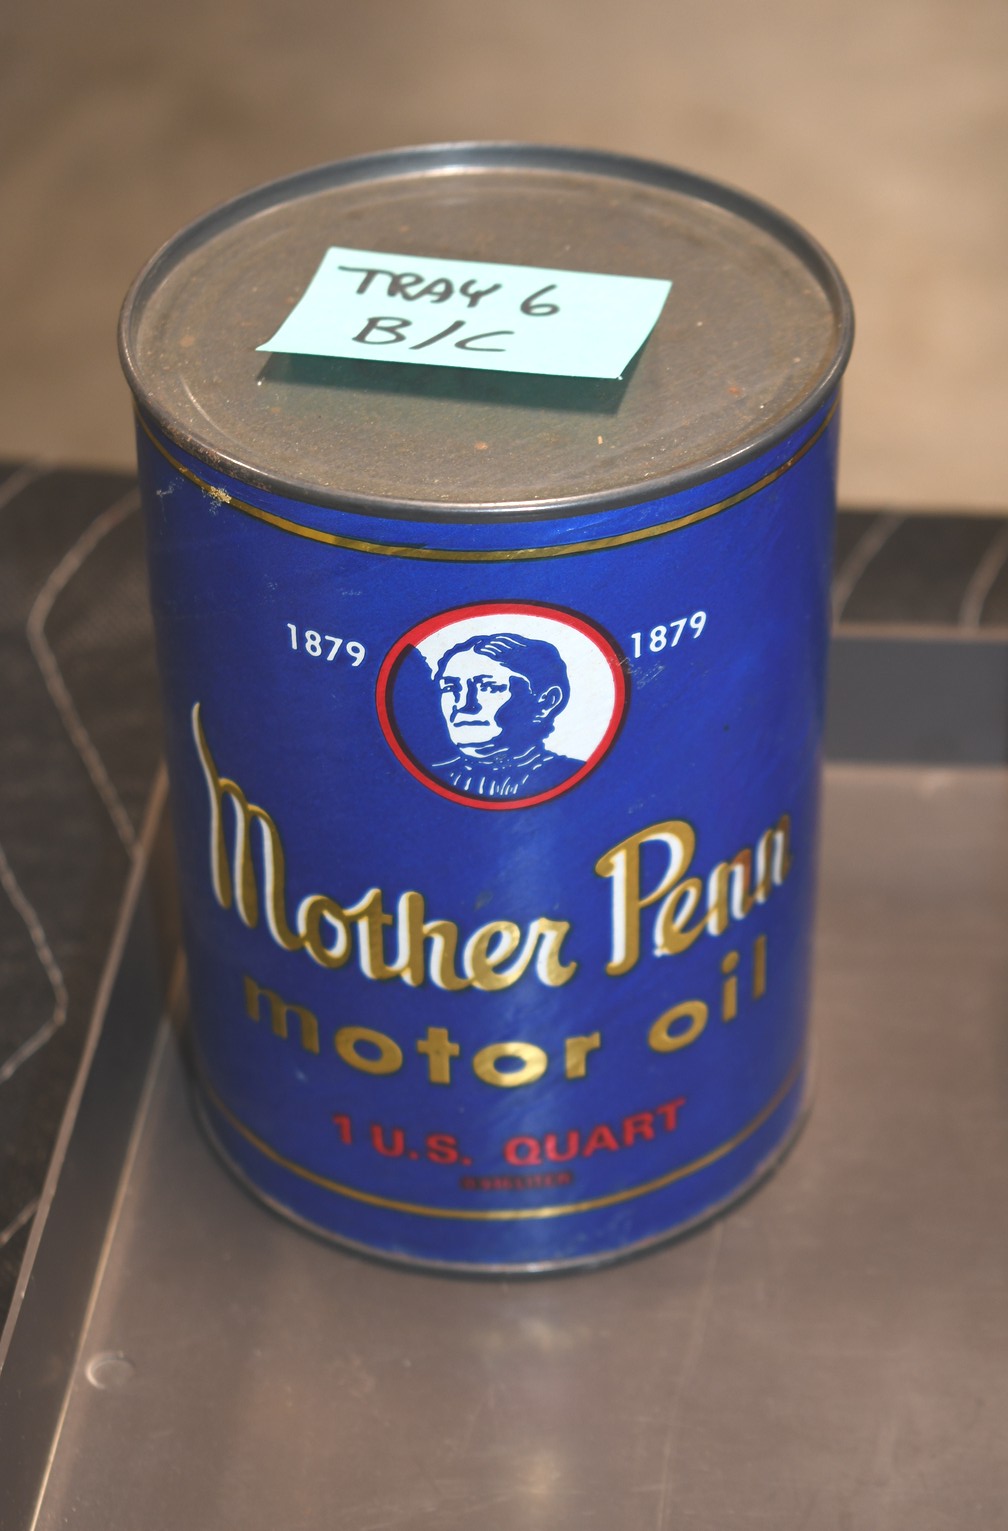 TRAY 6
B/C
1879 1879
Mother Penn
motor oil
1 U.S. QUART